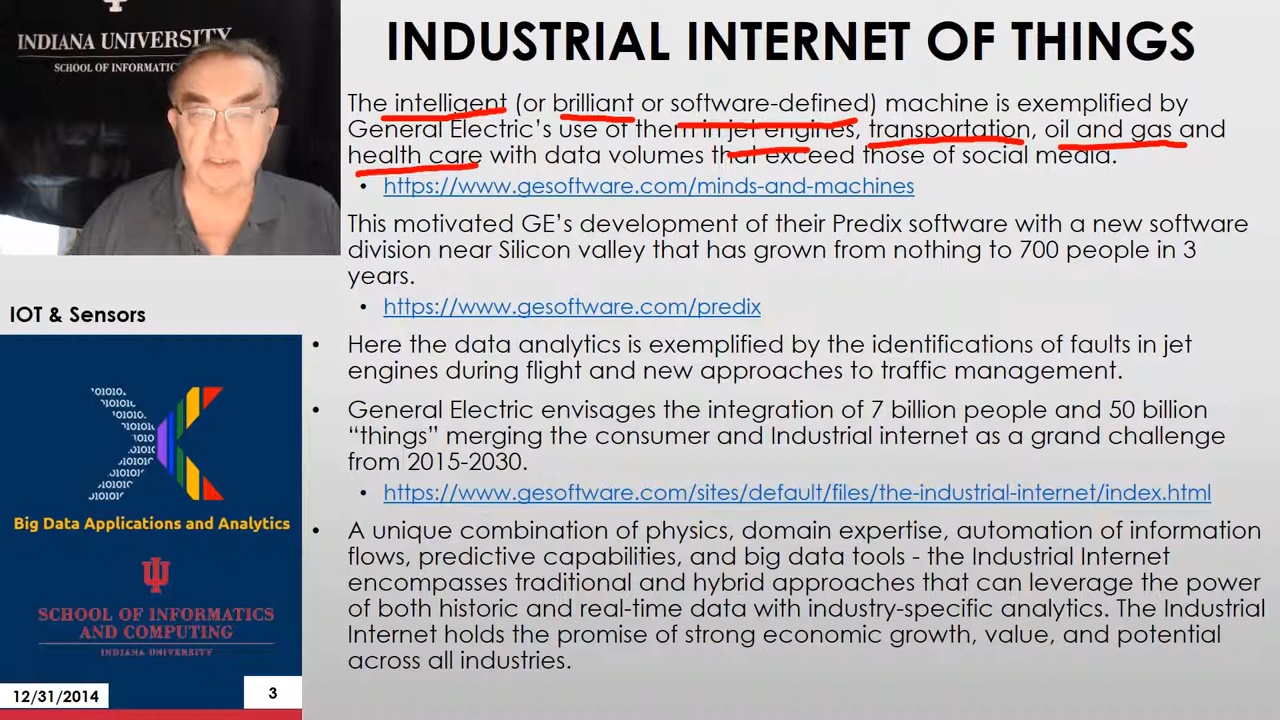 INDIANA UNIVERSITY
SCHOOL OF INFORMATIC
INDUSTRIAL INTERNET OF THINGS
The intelligent (or brilliant or software-defined) machine is exemplified by
General Electric's use of them in jet engines, transportation, oil and gas and
health care with data volumes that exceed those of social media.
• https://www.gesoftware.com/minds-and-machines
This motivated GE's development of their Predix software with a new software
division near Silicon valley that has grown from nothing to 700 people in 3
years.
• https://www.gesoftware.com/predix
• Here the data analytics is exemplified by the identifications of faults in jet
engines during flight and new approaches to traffic management.
• General Electric envisages the integration of 7 billion people and 50 billion
“things” merging the consumer and Industrial internet as a grand challenge
from 2015-2030.
• https://www.gesoftware.com/sites/default/files/the-industrial-internet/index.html
• A unique combination of physics, domain expertise, automation of information
flows, predictive capabilities, and big data tools - the Industrial Internet
encompasses traditional and hybrid approaches that can leverage the power
of both historic and real-time data with industry-specific analytics. The Industrial
Internet holds the promise of strong economic growth, value, and potential
across all industries.
IOT & Sensors
Big Data Applications and Analytics
SCHOOL OF INFORMATICS
AND COMPUTING
INDIANA UNIVERSITY
12/31/2014
3